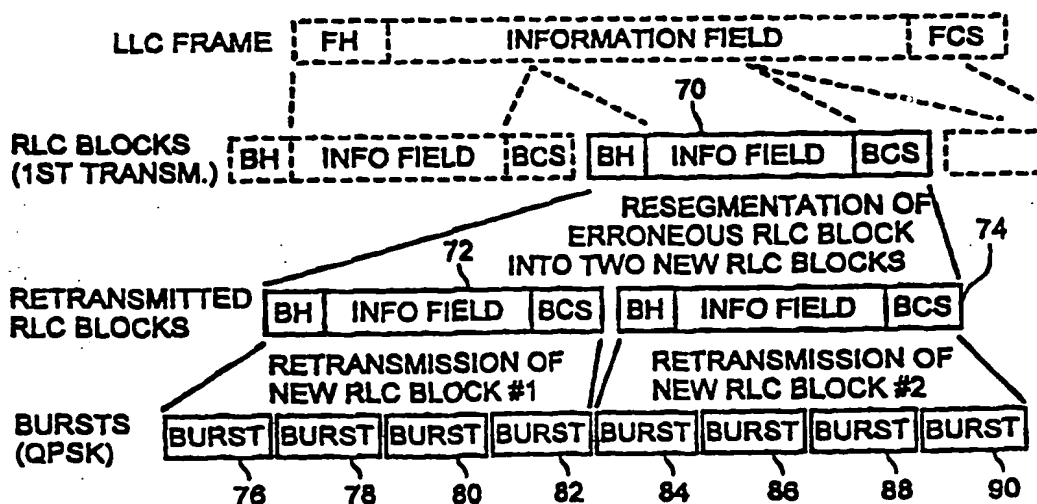 LLC FRAME FH INFORMATION FIELD FCS
70
RLC BLOCKS
(1ST TRANSM.)
BH INFO FIELD BCS BH INFO FIELD BCS
RESEGMENTATION OF
ERRONEOUS RLC BLOCK
INTO TWO NEW RLC BLOCKS
72 74
RETRANSMITTED
RLC BLOCKS
BH INFO FIELD BCS BH INFO FIELD BCS
RETRANSMISSION OF
NEW RLC BLOCK #1
RETRANSMISSION OF
NEW RLC BLOCK #2
BURSTS
(QPSK)
BURST BURST BURST BURST BURST BURST BURST BURST
76 78 80 82 84 86 88 90